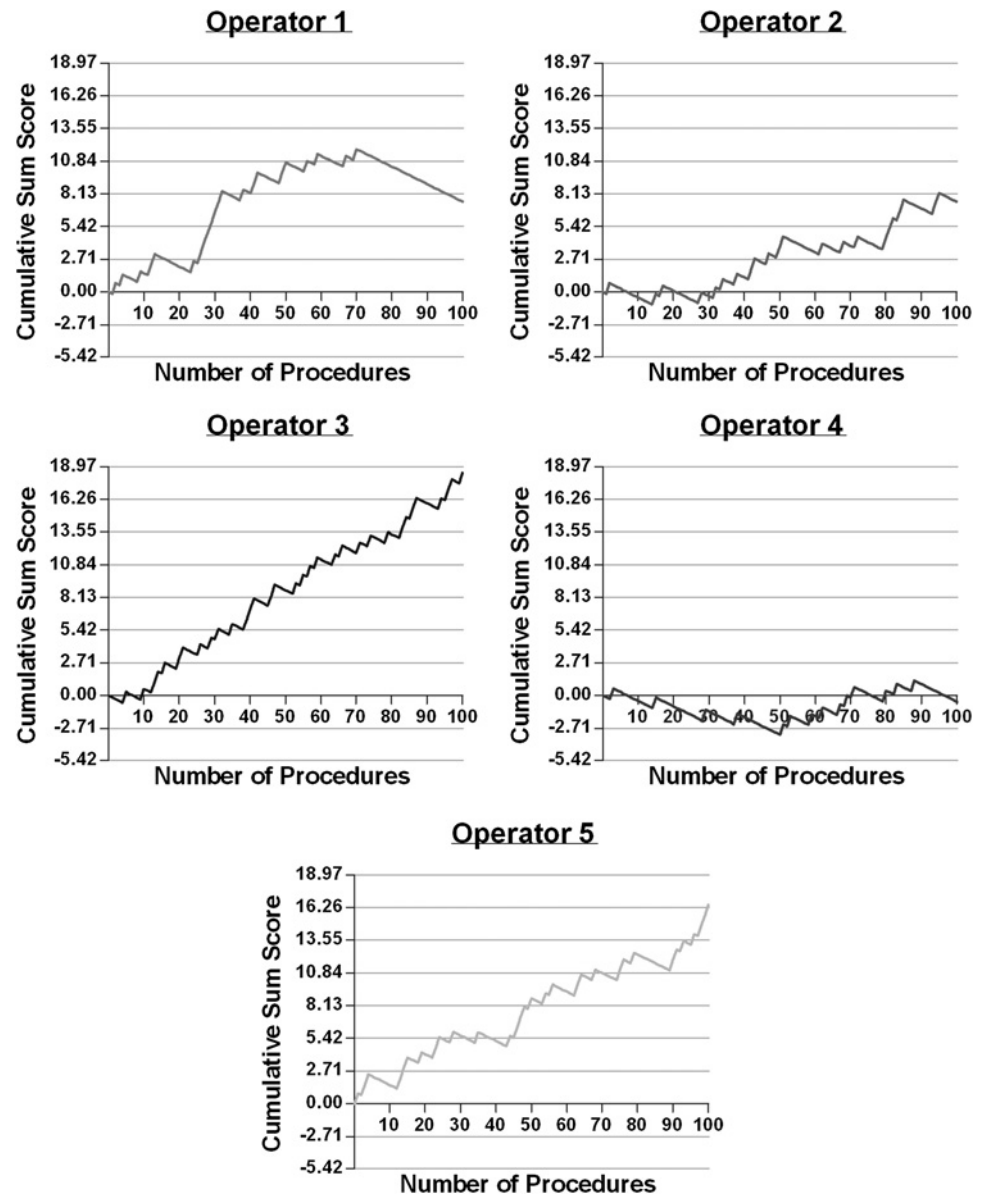 Operator 1
Cumulative Sum Score
18.97
16.26
13.55
10.84
8.13
5.42
2.71
0.00
-2.71
-5.42
10 20 30 40 50 60 70 80 90 100
Number of Procedures
Operator 2
Cumulative Sum Score
18.97
16.26
13.55
10.84
8.13
5.42
2.71
0.00
-2.71
-5.42
10 20 30 40 50 60 70 80 90 100
Number of Procedures
Operator 3
Cumulative Sum Score
18.97
16.26
13.55
10.84
8.13
5.42
2.71
0.00
-2.71
-5.42
10 20 30 40 50 60 70 80 90 100
Number of Procedures
Operator 4
Cumulative Sum Score
18.97
16.26
13.55
10.84
8.13
5.42
2.71
0.00
-2.71
-5.42
10 20 30 40 50 60 70 80 90 100
Number of Procedures
Operator 5
Cumulative Sum Score
18.97
16.26
13.55
10.84
8.13
5.42
2.71
0.00
-2.71
-5.42
10 20 30 40 50 60 70 80 90 100
Number of Procedures